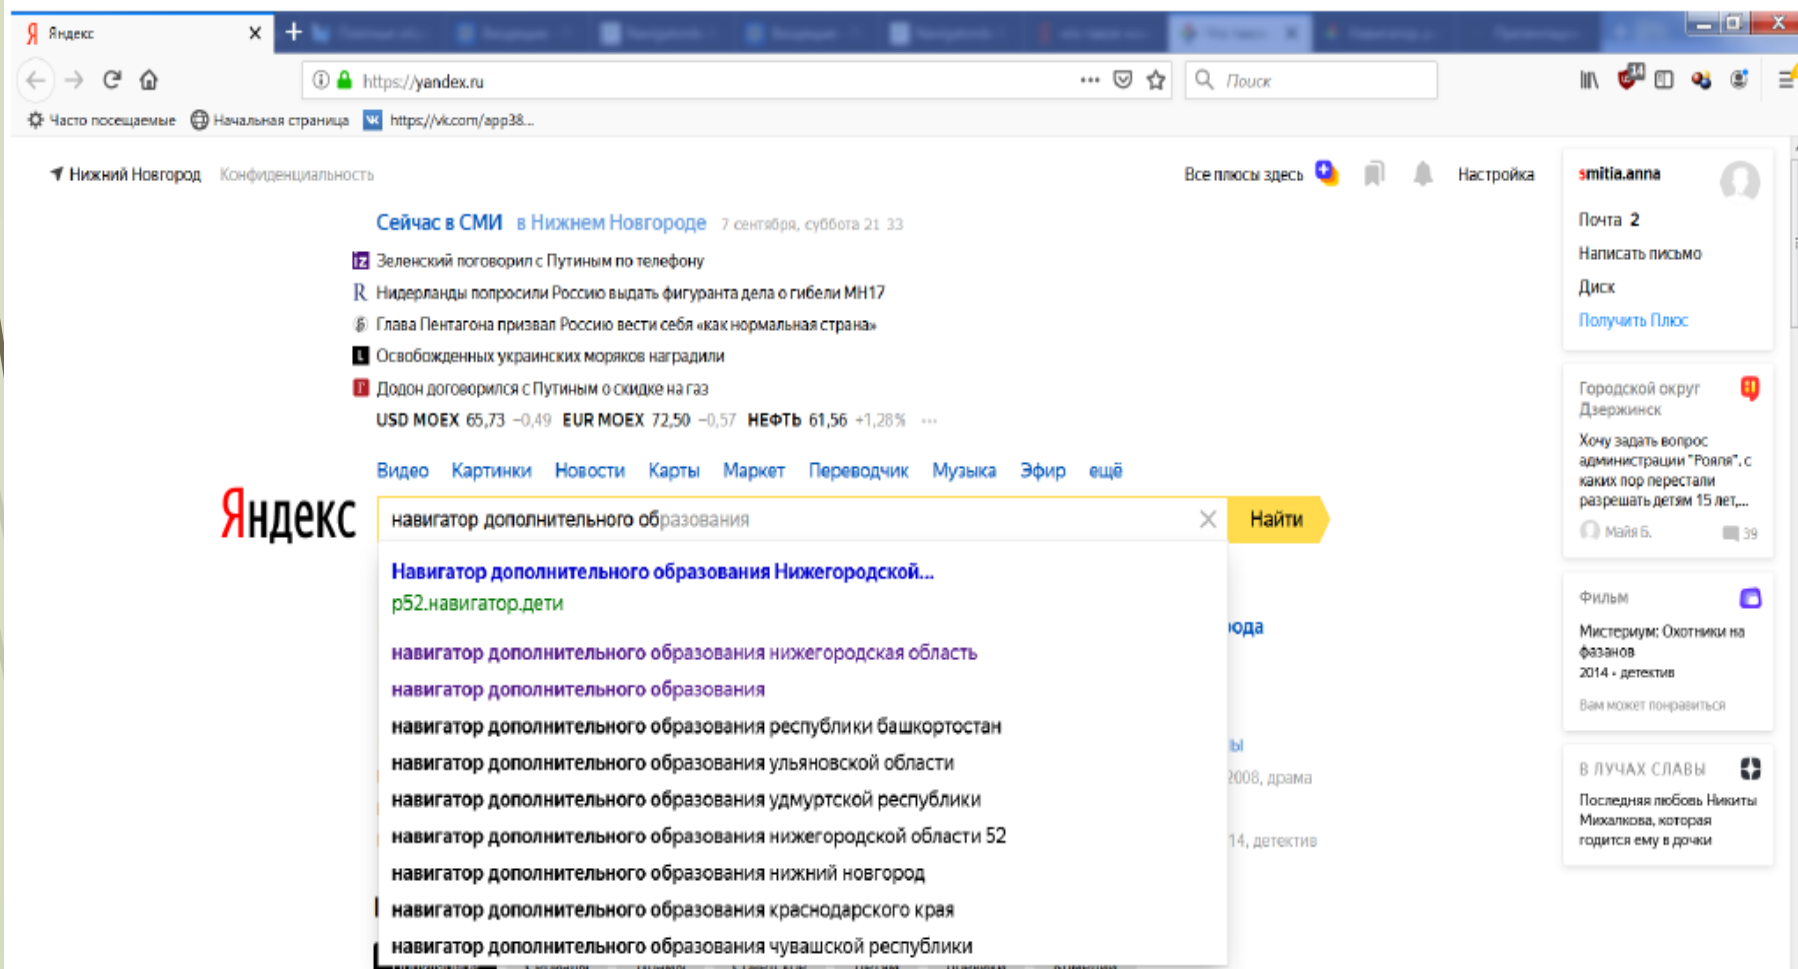 Яндекс
https://yandex.ru
Поиск
14
Часто посещаемые Начальная страница https://vk.com/app38...
Нижний Новгород Конфиденциальность
Все плюсы здесь Настройка
Сейчас в СМИ в Нижнем Новгороде 7 сентября, суббота 21 33
Зеленский поговорил с Путиным по телефону
Нидерланды попросили Россию выдать фигуранта дела о гибели MH17
Глава Пентагона призвал Россию вести себя «как нормальная страна»
Освобожденных украинских моряков наградили
Додон договорился с Путиным о скидке на газ
USD MOEX 65,73 −0,49 EUR MOEX 72,50 −0,57 НЕФТЬ 61,56 +1,28% ...
Видео Картинки Новости Карты Маркет Переводчик Музыка Эфир ещё
Яндекс
навигатор дополнительного образования
Найти
Навигатор дополнительного образования Нижегородской...
р52.навигатор.дети
навигатор дополнительного образования нижегородская область
навигатор дополнительного образования
навигатор дополнительного образования республики башкортостан
навигатор дополнительного образования ульяновской области
навигатор дополнительного образования удмуртской республики
навигатор дополнительного образования нижегородской области 52
навигатор дополнительного образования нижний новгород
навигатор дополнительного образования краснодарского края
навигатор дополнительного образования чувашской республики
2008, драма
14, детектив
smitia.anna
Почта 2
Написать письмо
Диск
Получить Плюс
Городской округ
Дзержинск
Хочу задать вопрос
администрации "Рояля", с
каких пор перестали
разрешать детям 15 лет,...
Майя Б. 39
Фильм
Мистериум: Охотники на
фазанов
2014 • детектив
Вам может понравиться
В ЛУЧАХ СЛАВЫ
Последняя любовь Никиты
Михалкова, которая
годится ему в дочки